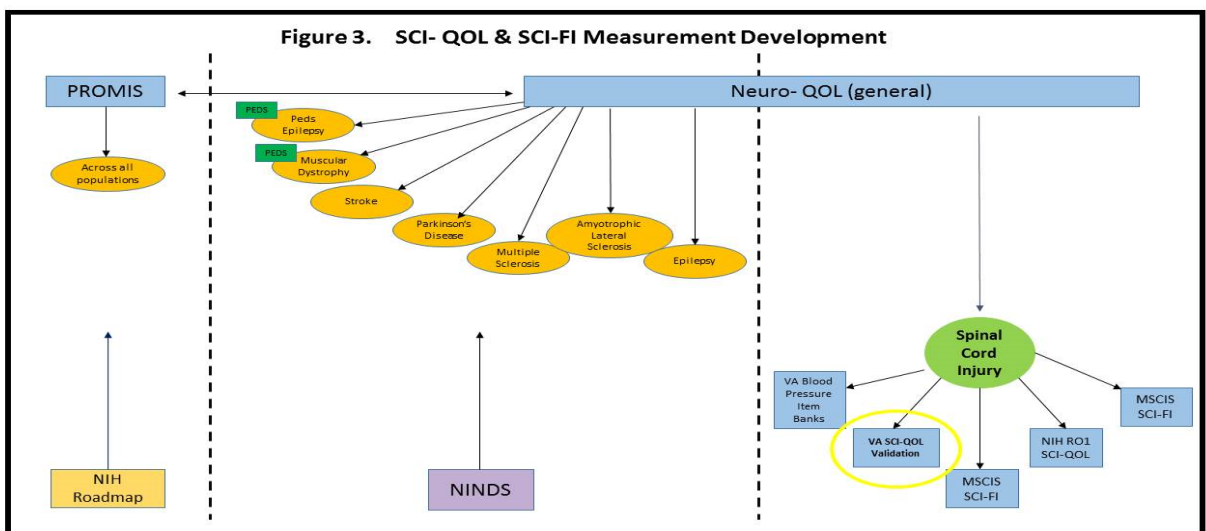 Figure 3. SCI- QOL & SCI-FI Measurement Development
PROMIS
Neuro- QOL (general)
PEDS
Peds
Epilepsy
PEDS
Muscular
Dystrophy
Across all
populations
Stroke
Parkinson's
Disease
Multiple
Sclerosis
Amyotrophic
Lateral
Sclerosis
Epilepsy
Spinal
Cord
Injury
VA Blood
Pressure
Item
Banks
VA SCI-QOL
Validation
MSCIS
SCI-FI
NIH RO1
SCI-QOL
MSCIS
SCI-FI
NIH
Roadmap
NINDS